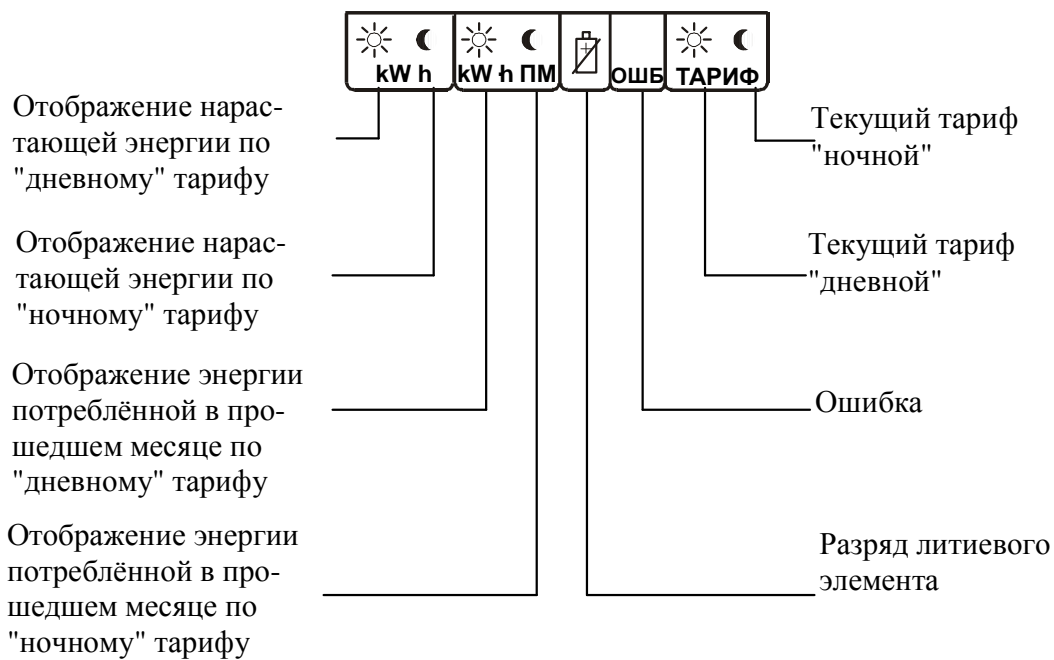 kW h kW h ПМ ОШБ ТАРИФ
Отображение нарас-
тающей энергии по
"дневному" тарифу
Отображение нарас-
тающей энергии по
"ночному" тарифу
Отображение энергии
потреблённой в про-
шедшем месяце по
"дневному" тарифу
Отображение энергии
потреблённой в про-
шедшем месяце по
"ночному" тарифу
Текущий тариф
"ночной"
Текущий тариф
"дневной"
Ошибка
Разряд литиевого
элемента